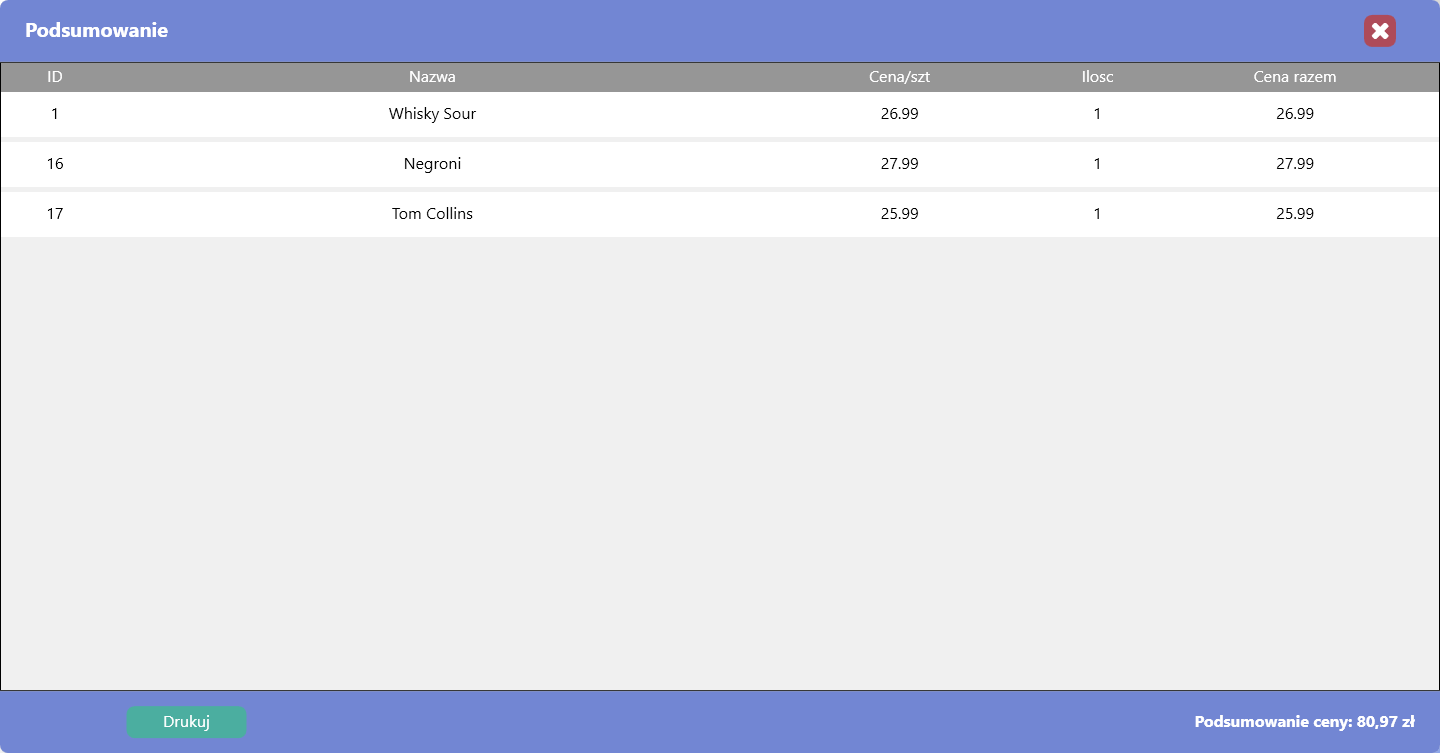 Podsumowanie
ID Nazwa Cena/szt Ilosc Cena razem
1 Whisky Sour 26.99 1 26.99
16 Negroni 27.99 1 27.99
17 Tom Collins 25.99 1 25.99
Drukuj Podsumowanie ceny: 80,97 zł